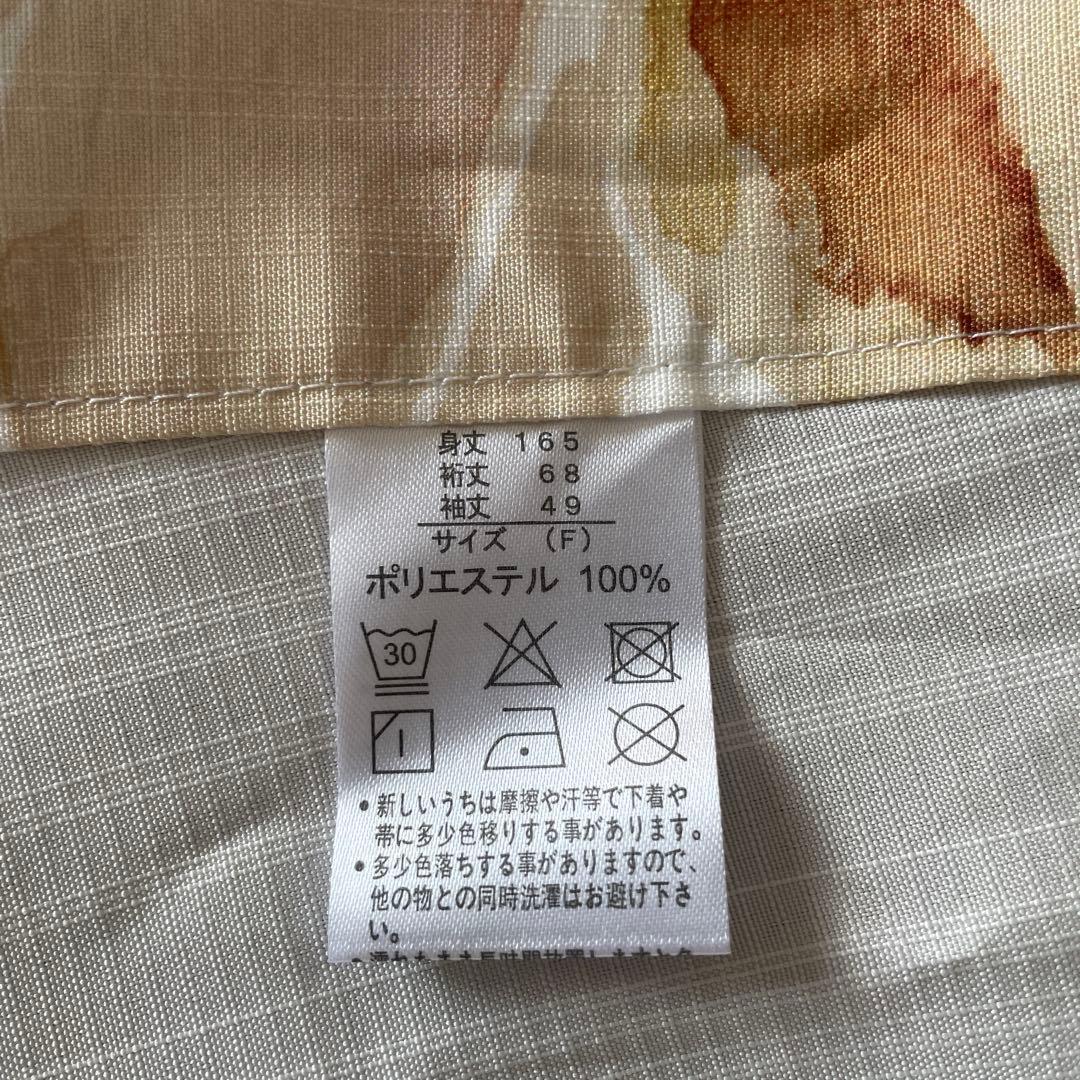 身丈 165
裄丈 68
袖丈 49
サイズ (F)
ポリエステル 100%
30
・新しいうちは摩擦や汗等で下着や
帯に多少色移りする事があります。
・多少色落ちする事がありますので、
他の物との同時洗濯はお避け下さ
い。